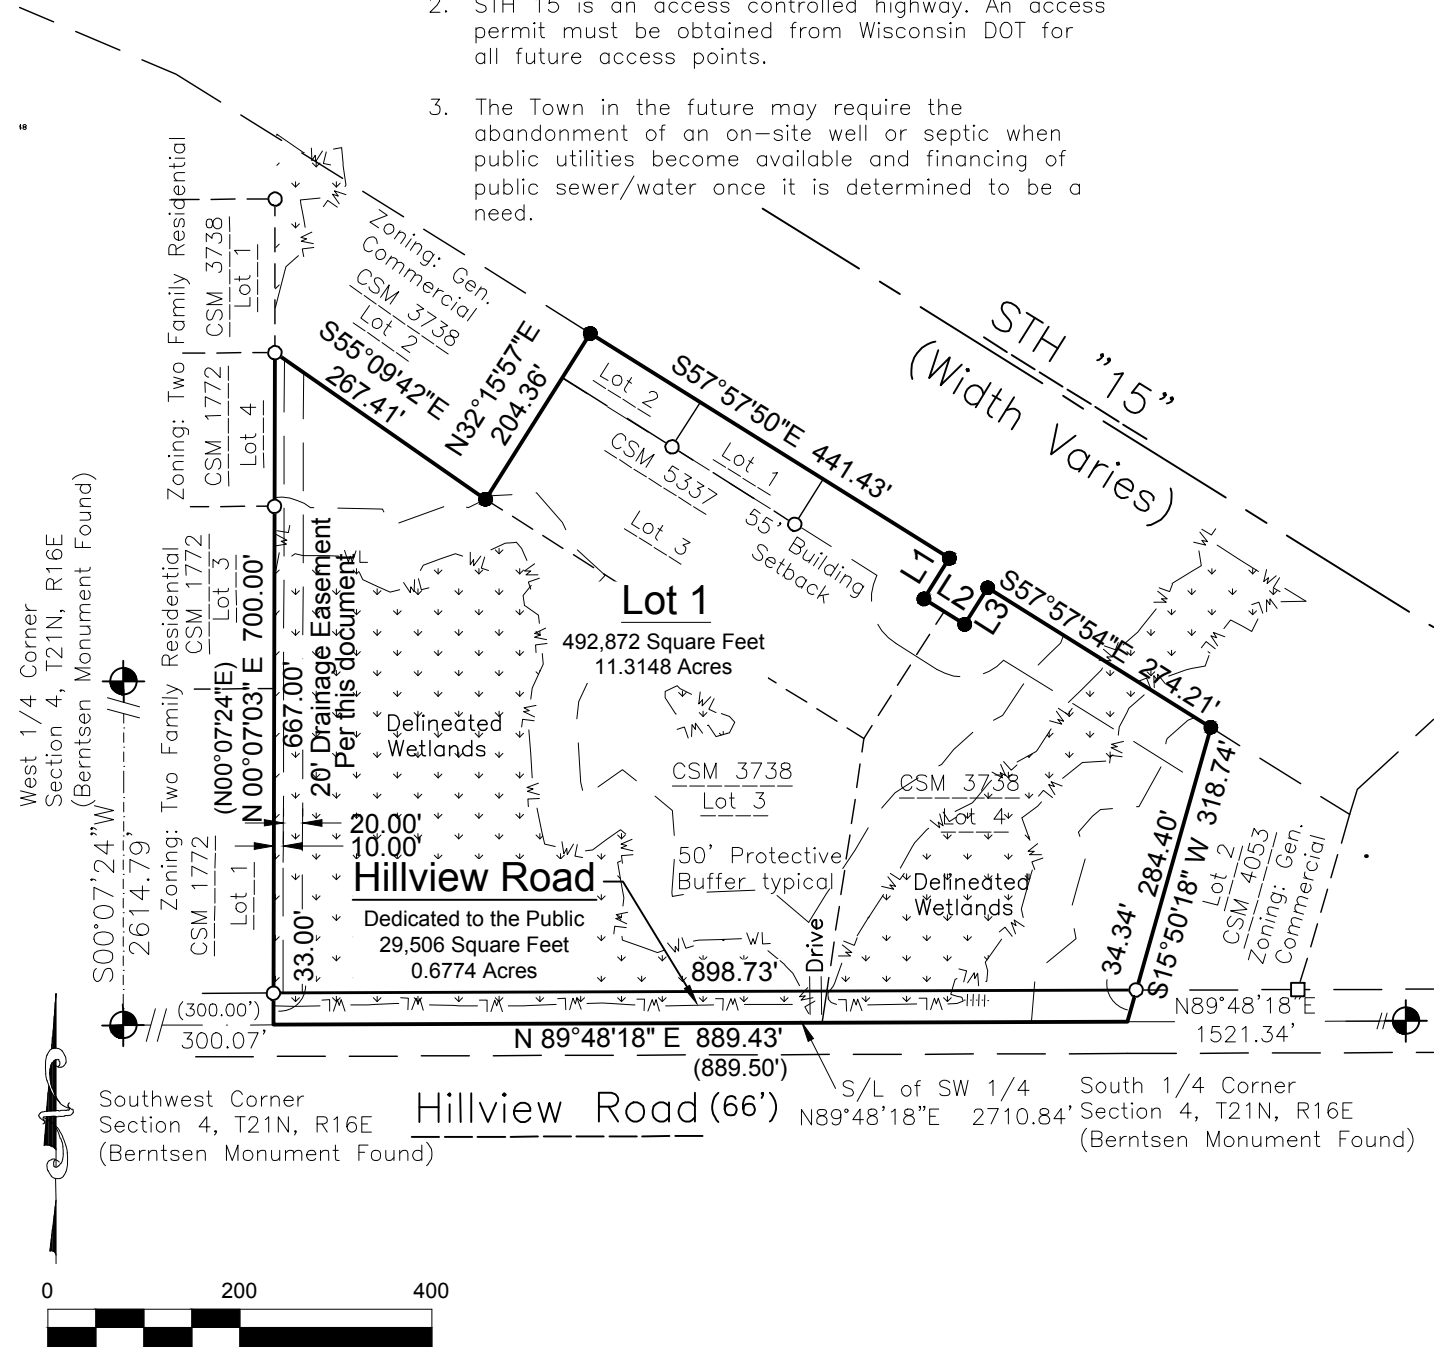 2. STH 15 is an access controlled highway. An access
permit must be obtained from Wisconsin DOT for
all future access points.
3. The Town in the future may require the
abandonment of an on-site well or septic when
public utilities become available and financing of
public sewer/water once it is determined to be a
need.
STH "15"
(Width Varies)
Zoning: Gen.
Commercial
CSM 3738
Lot 2
Zoning: Two Family Residential
CSM 3738
Lot 1
CSM 1772
Lot 4
S55°09'42"E
267.41'
N32°15'57"E
204.36'
S57°57'50"E 441.43'
Lot 2
Lot 1
CSM 5337
Lot 3
55' Building
Setback
L1
L2
L3
S57°57'54"E 274.21'
Lot 1
492,872 Square Feet
11.3148 Acres
West 1/4 Corner
Section 4, T21N, R16E
(Berntsen Monument Found)
Zoning: Two Family Residential
CSM 1772
Lot 3
CSM 1772
Lot 1
(N00°07'24"E)
N 00°07'03" E 700.00'
667.00'
20' Drainage Easement
Per this document
WL
WL
WL
WL
WL
WL
WL
WL
WL
WL
WL
WL
Delineated
Wetlands
CSM 3738
Lot 3
CSM 3738
Lot 4
50' Protective
Buffer typical
Delineated
Wetlands
20.00'
10.00'
Hillview Road
Dedicated to the Public
29,506 Square Feet
0.6774 Acres
33.00'
898.73'
Drive
34.34'
284.40'
S15°50'18" W 318.74'
Lot 2
CSM 4053
Zoning: Gen.
Commercial
S00°07'24"W
2614.79'
(300.00')
300.07'
N 89°48'18" E 889.43'
(889.50')
N89°48'18"E
1521.34'
Southwest Corner
Section 4, T21N, R16E
(Berntsen Monument Found)
Hillview Road (66')
S/L of SW 1/4
N89°48'18"E 2710.84'
South 1/4 Corner
Section 4, T21N, R16E
(Berntsen Monument Found)
0 200 400